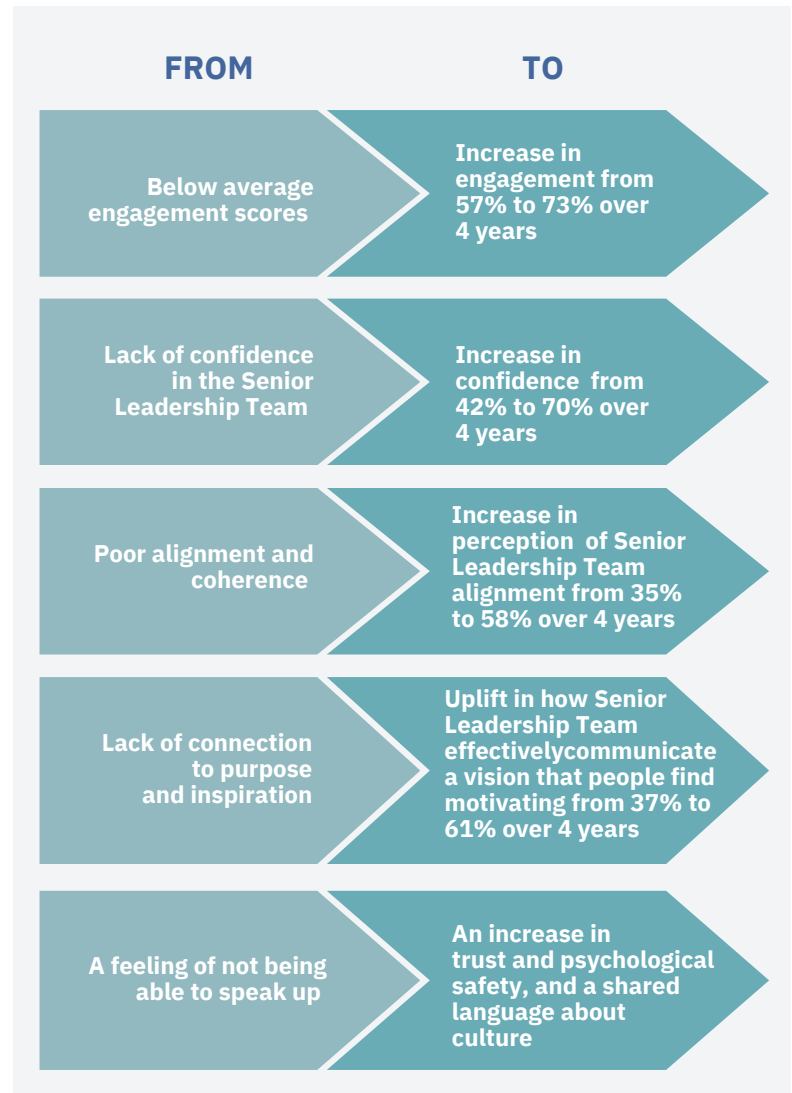 FROM
TO
Below average
engagement scores
Increase in
engagement from
57% to 73% over
4 years
Lack of confidence
in the Senior
Leadership Team
Increase in
confidence  from
42% to 70% over
4 years
Poor alignment and
coherence
Increase in
perception  of Senior
Leadership Team
alignment from 35%
to 58% over 4 years
Lack of connection
to purpose
and inspiration
Uplift in how Senior
Leadership Team
effectivelycommunicate
a vision that people find
motivating from 37% to
61% over 4 years
A feeling of not being
able to speak up
An increase in
trust and psychological
safety, and a shared
language about
culture